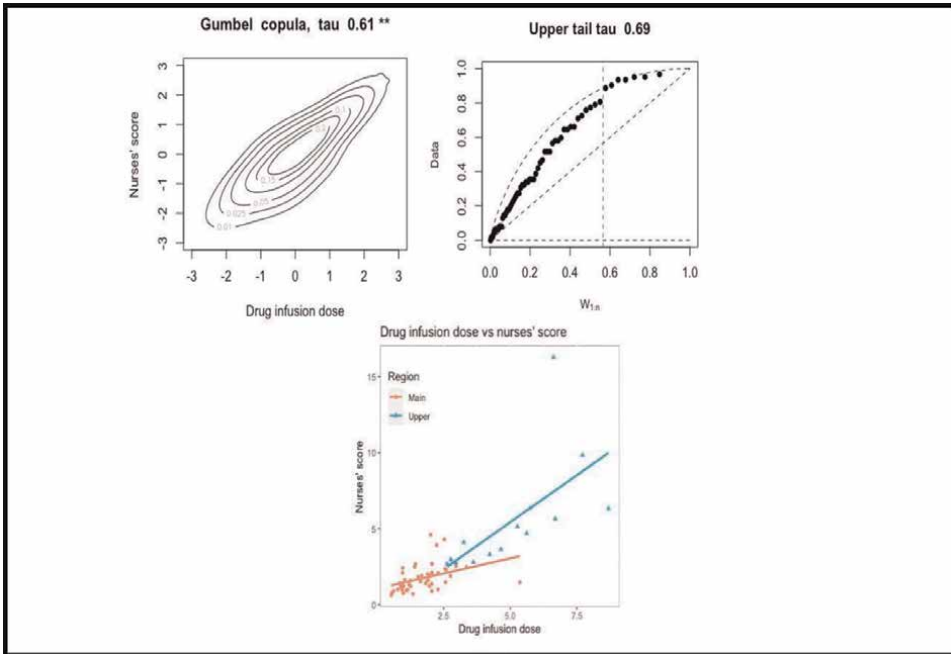 Gumbel copula, tau 0.61 **
Upper tail tau 0.69
Nurses' score
3
2
1
0
-1
-2
-3
0.1
0.2
0.15
0.05
0.025
0.01
-3 -2 -1 0 1 2 3
Drug infusion dose
Data
1.0
0.8
0.6
0.4
0.2
0.0
0.0 0.2 0.4 0.6 0.8 1.0
W1:n
Drug infusion dose vs nurses' score
Nurses' score
15
10
5
0
Region
Main
Upper
2.5 5.0 7.5
Drug infusion dose